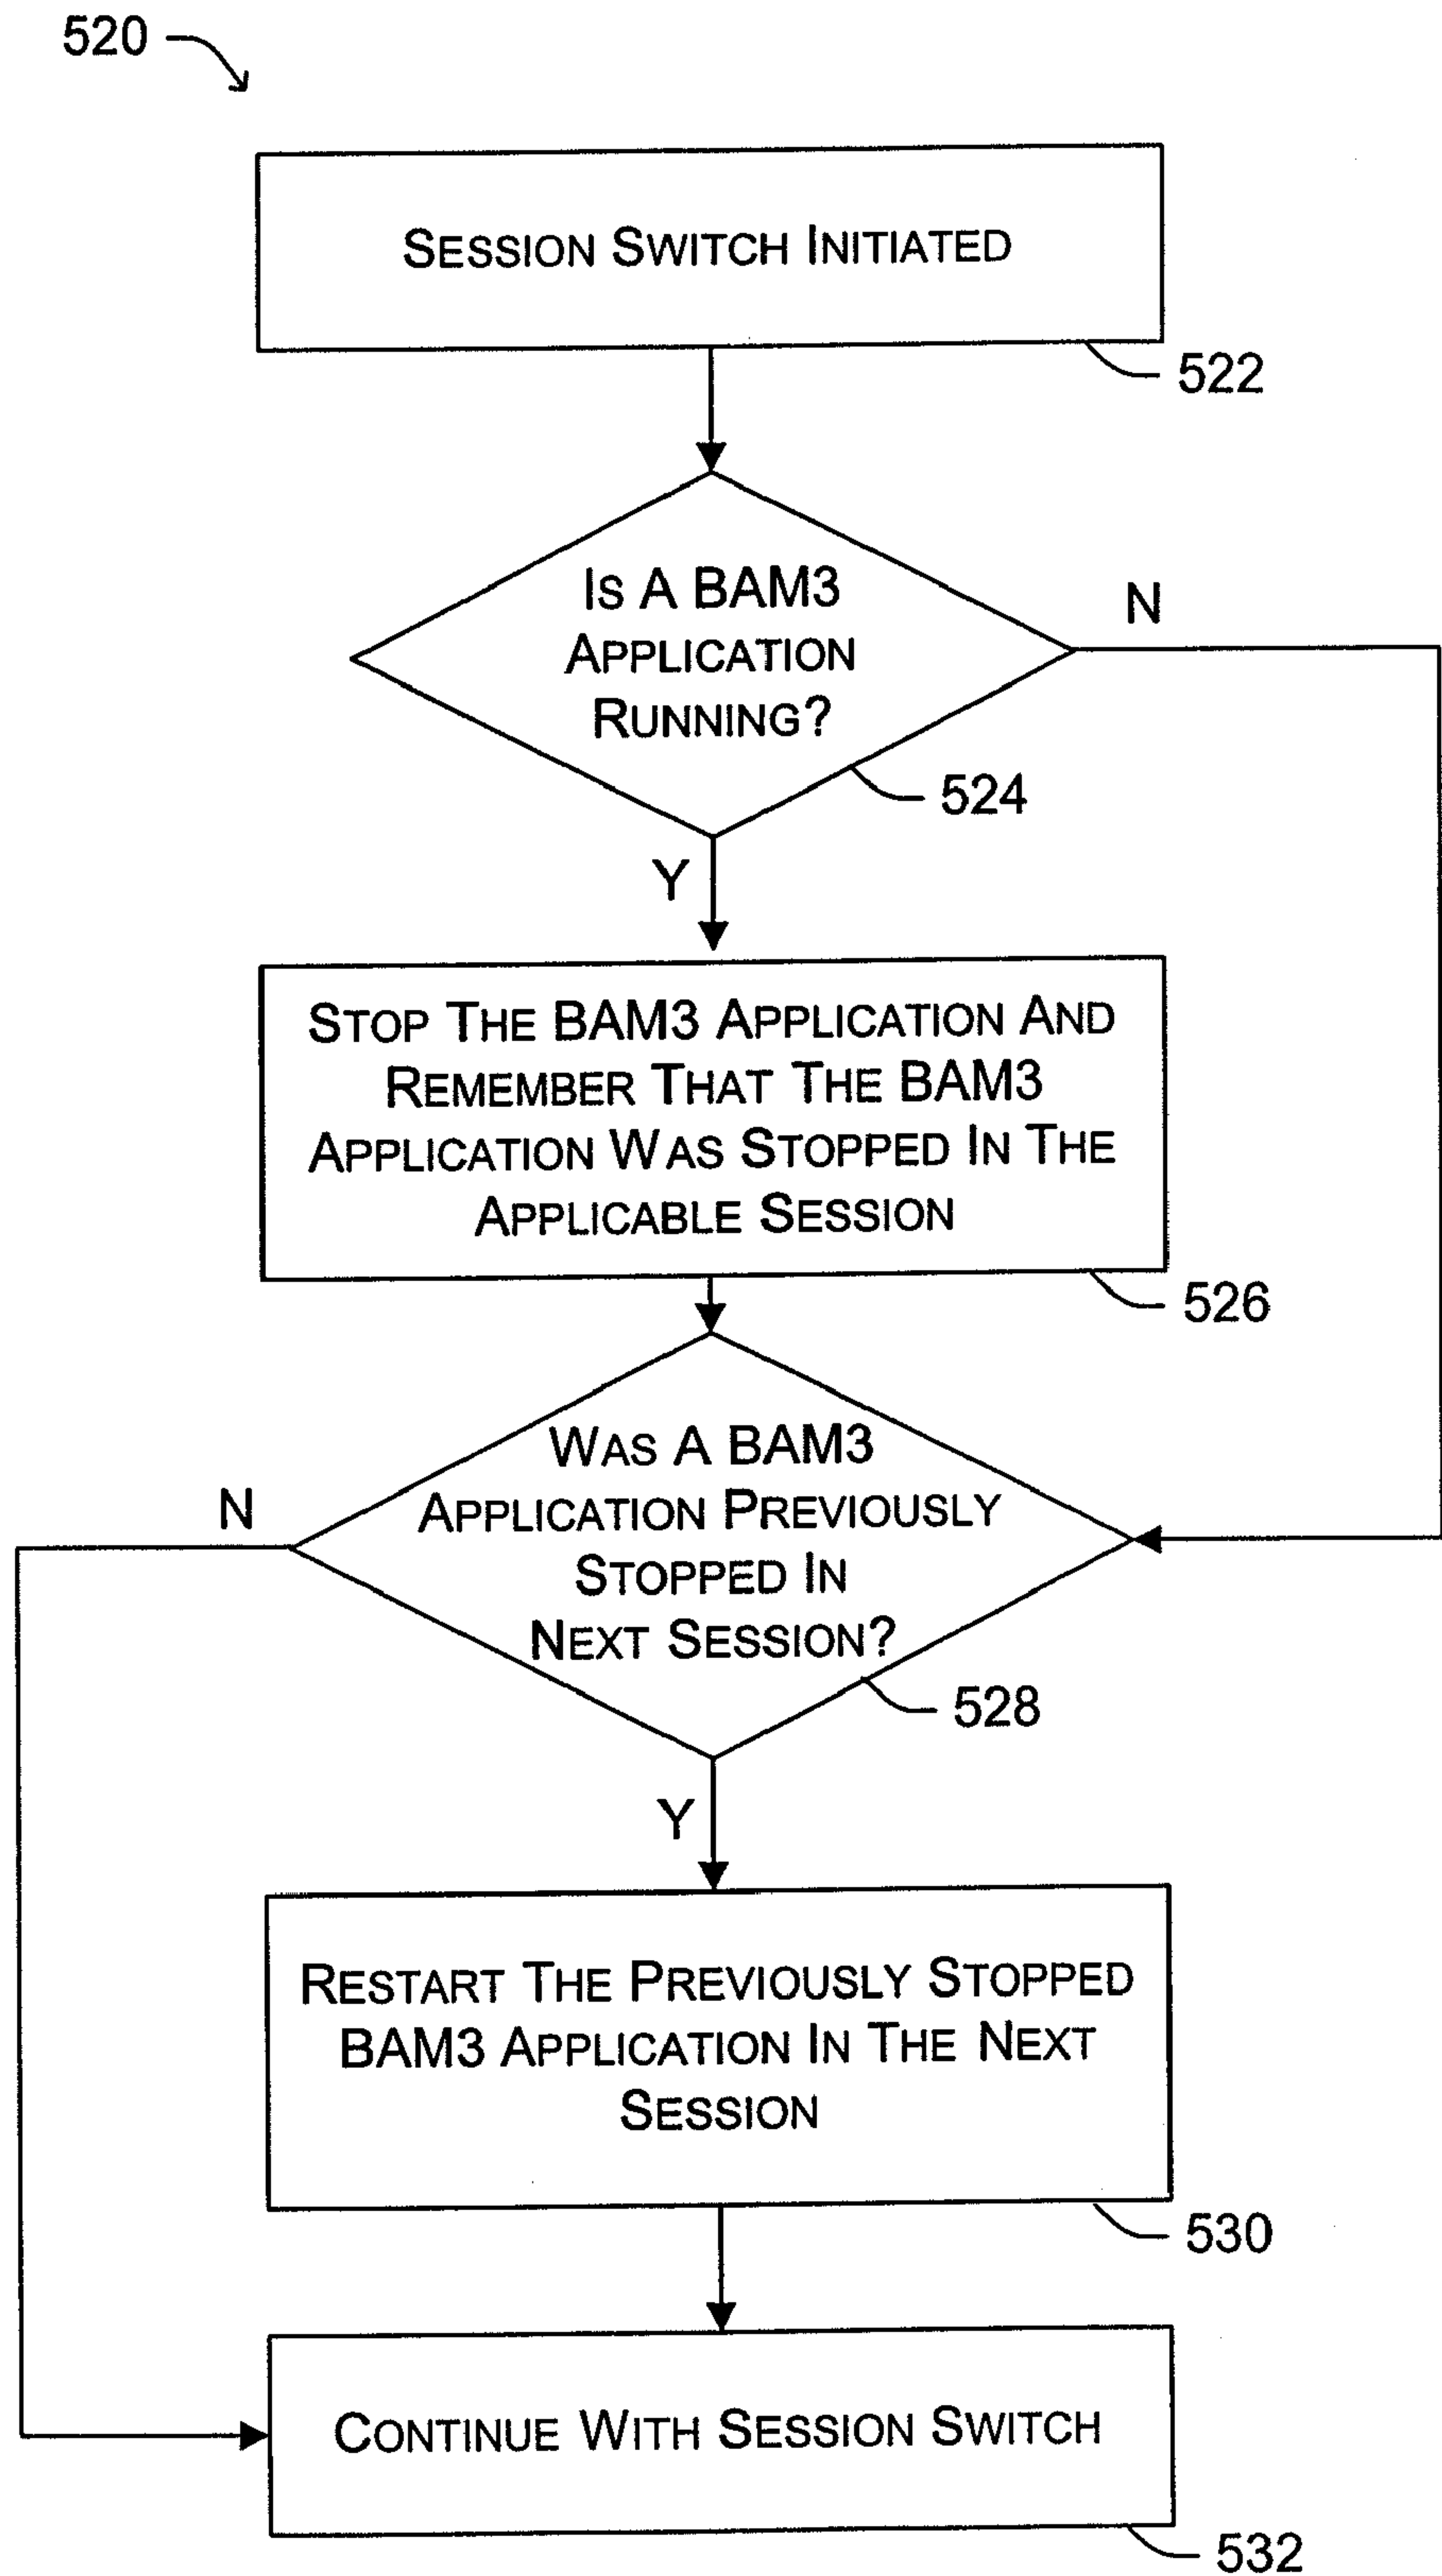 520
SESSION SWITCH INITIATED
522
IS A BAM3
APPLICATION
RUNNING?
N
524
Y
STOP THE BAM3 APPLICATION AND
REMEMBER THAT THE BAM3
APPLICATION WAS STOPPED IN THE
APPLICABLE SESSION
526
WAS A BAM3
APPLICATION PREVIOUSLY
STOPPED IN
NEXT SESSION?
N
528
Y
RESTART THE PREVIOUSLY STOPPED
BAM3 APPLICATION IN THE NEXT
SESSION
530
CONTINUE WITH SESSION SWITCH
532